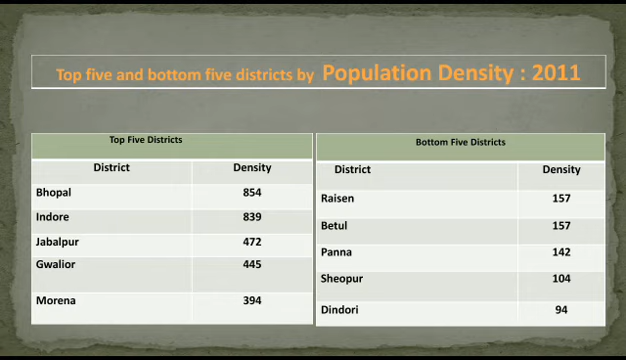 Top five and bottom five districts by Population Density : 2011
Top Five Districts
District Density
Bhopal 854
Indore 839
Jabalpur 472
Gwalior 445
Morena 394
Bottom Five Districts
District Density
Raisen 157
Betul 157
Panna 142
Sheopur 104
Dindori 94